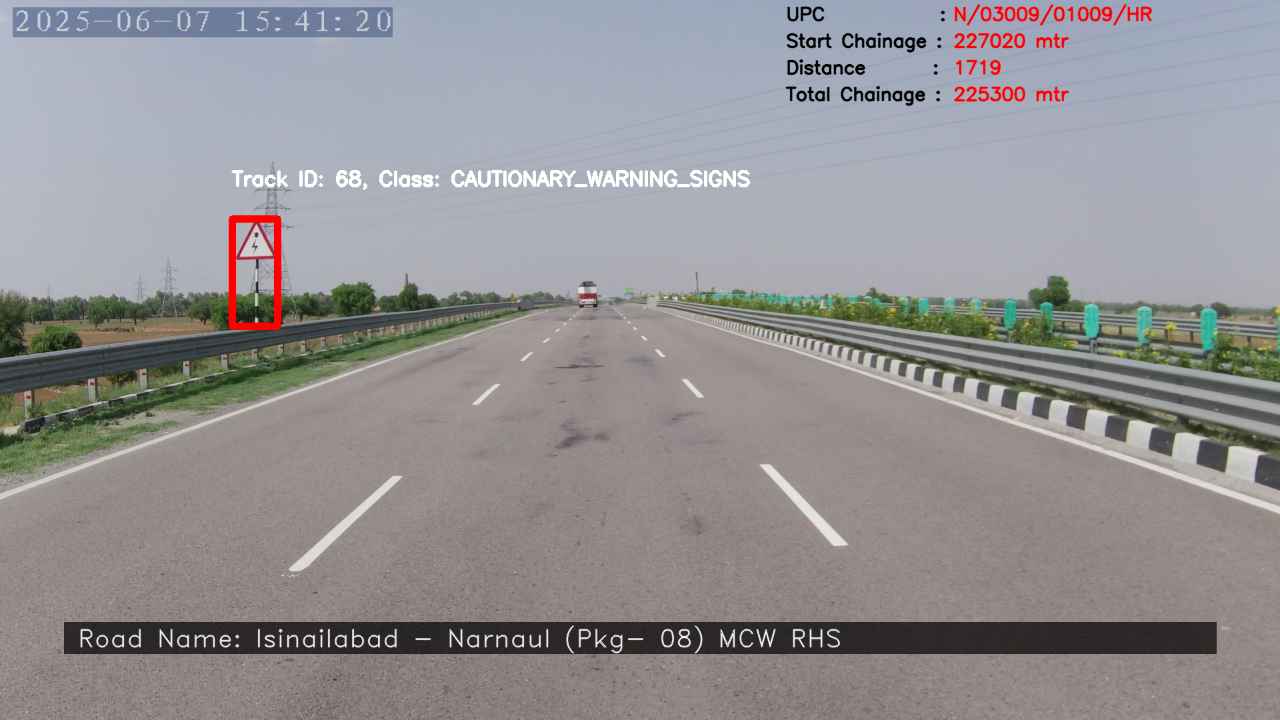 2025-06-07 15:41:20
UPC : N/03009/01009/HR
Start Chainage : 227020 mtr
Distance : 1719
Total Chainage : 225300 mtr
Track ID: 68, Class: CAUTIONARY_WARNING_SIGNS
Road Name: Isinailabad - Narnaul (Pkg- 08) MCW RHS